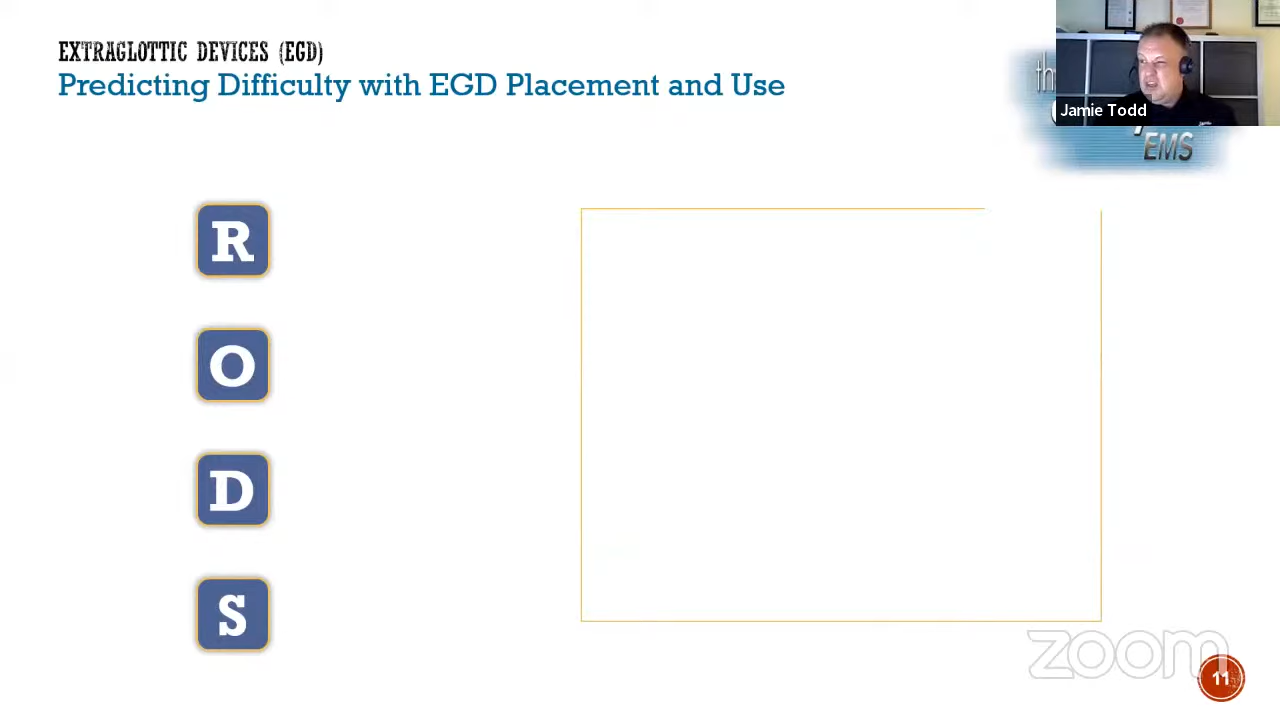 EXTRAGLOTTIC DEVICES (EGD)
Predicting Difficulty with EGD Placement and Use
Jamie Todd
EMS
R
O
D
S
zoom
11